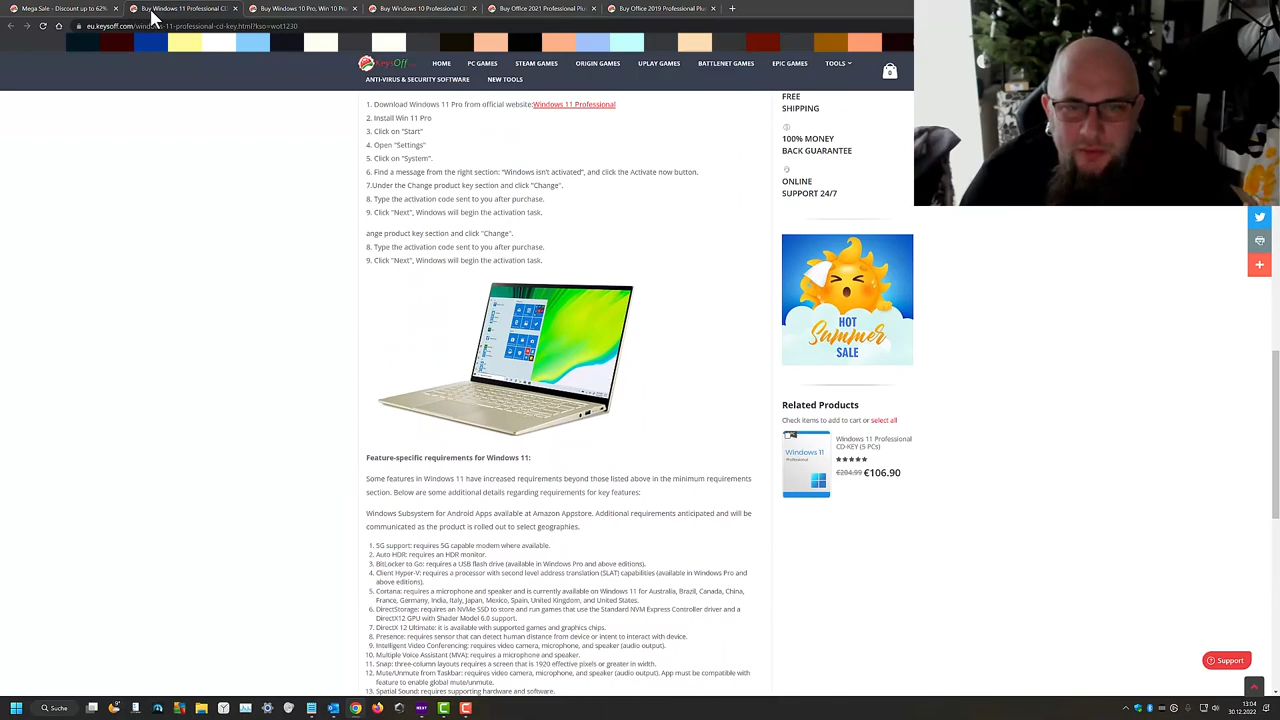 Mega Sale - Discount up to 62%
Buy Windows 11 Professional CD
Buy Windows 10 Pro, Win 10 Pro
Buy Office 2021 Professional Plu
Buy Office 2019 Professional Plu
eu.keysoff.com/windows-11-professional-cd-key.html?tracking=wot1230
KeysOff
HOME
PC GAMES
STEAM GAMES
ORIGIN GAMES
UPLAY GAMES
BATTLENET GAMES
EPIC GAMES
TOOLS
0
ANTI-VIRUS & SECURITY SOFTWARE
NEW TOOLS
1. Download Windows 11 Pro from official website:Windows 11 Professional
2. Install Win 11 Pro
3. Click on "Start"
4. Open "Settings"
5. Click on "System".
6. Find a message from the right section: "Windows isn't activated", and click the Activate now button.
7.Under the Change product key section and click "Change".
8. Type the activation code sent to you after purchase.
9. Click "Next", Windows will begin the activation task.
ange product key section and click "Change".
8. Type the activation code sent to you after purchase.
9. Click "Next", Windows will begin the activation task.
Feature-specific requirements for Windows 11:
Some features in Windows 11 have increased requirements beyond those listed above in the minimum requirements
section. Below are some additional details regarding requirements for key features:
Windows Subsystem for Android Apps available at Amazon Appstore. Additional requirements anticipated and will be
communicated as the product is rolled out to select geographies.
1. 5G support: requires 5G capable modem where available.
2. Auto HDR: requires an HDR monitor.
3. BitLocker to Go: requires a USB flash drive (available in Windows Pro and above editions).
4. Client Hyper-V: requires a processor with second level address translation (SLAT) capabilities (available in Windows Pro and
above editions).
5. Cortana: requires a microphone and speaker and is currently available on Windows 11 for Australia, Brazil, Canada, China,
France, Germany, India, Italy, Japan, Mexico, Spain, United Kingdom, and United States.
6. DirectStorage: requires an NVMe SSD to store and run games that use the Standard NVM Express Controller driver and a
DirectX12 GPU with Shader Model 6.0 support.
7. DirectX 12 Ultimate: it is available with supported games and graphics chips.
8. Presence: requires sensor that can detect human distance from device or intent to interact with device.
9. Intelligent Video Conferencing: requires video camera, microphone, and speaker (audio output).
10. Multiple Voice Assistant (MVA): requires a microphone and speaker.
11. Snap: three-column layouts requires a screen that is 1920 effective pixels or greater in width.
12. Mute/Unmute from Taskbar: requires video camera, microphone, and speaker (audio output). App must be compatible with
feature to enable global mute/unmute.
13. Spatial Sound: requires supporting hardware and software.
FREE
SHIPPING
100% MONEY
BACK GUARANTEE
ONLINE
SUPPORT 24/7
HOT
Summer
SALE
Related Products
Check items to add to cart or select all
Windows 11
Professional
Windows 11 Professional
CD-KEY (5 PCs)
€204.99 €106.90
Support
Suche
NEXT
13:04
30.12.2022